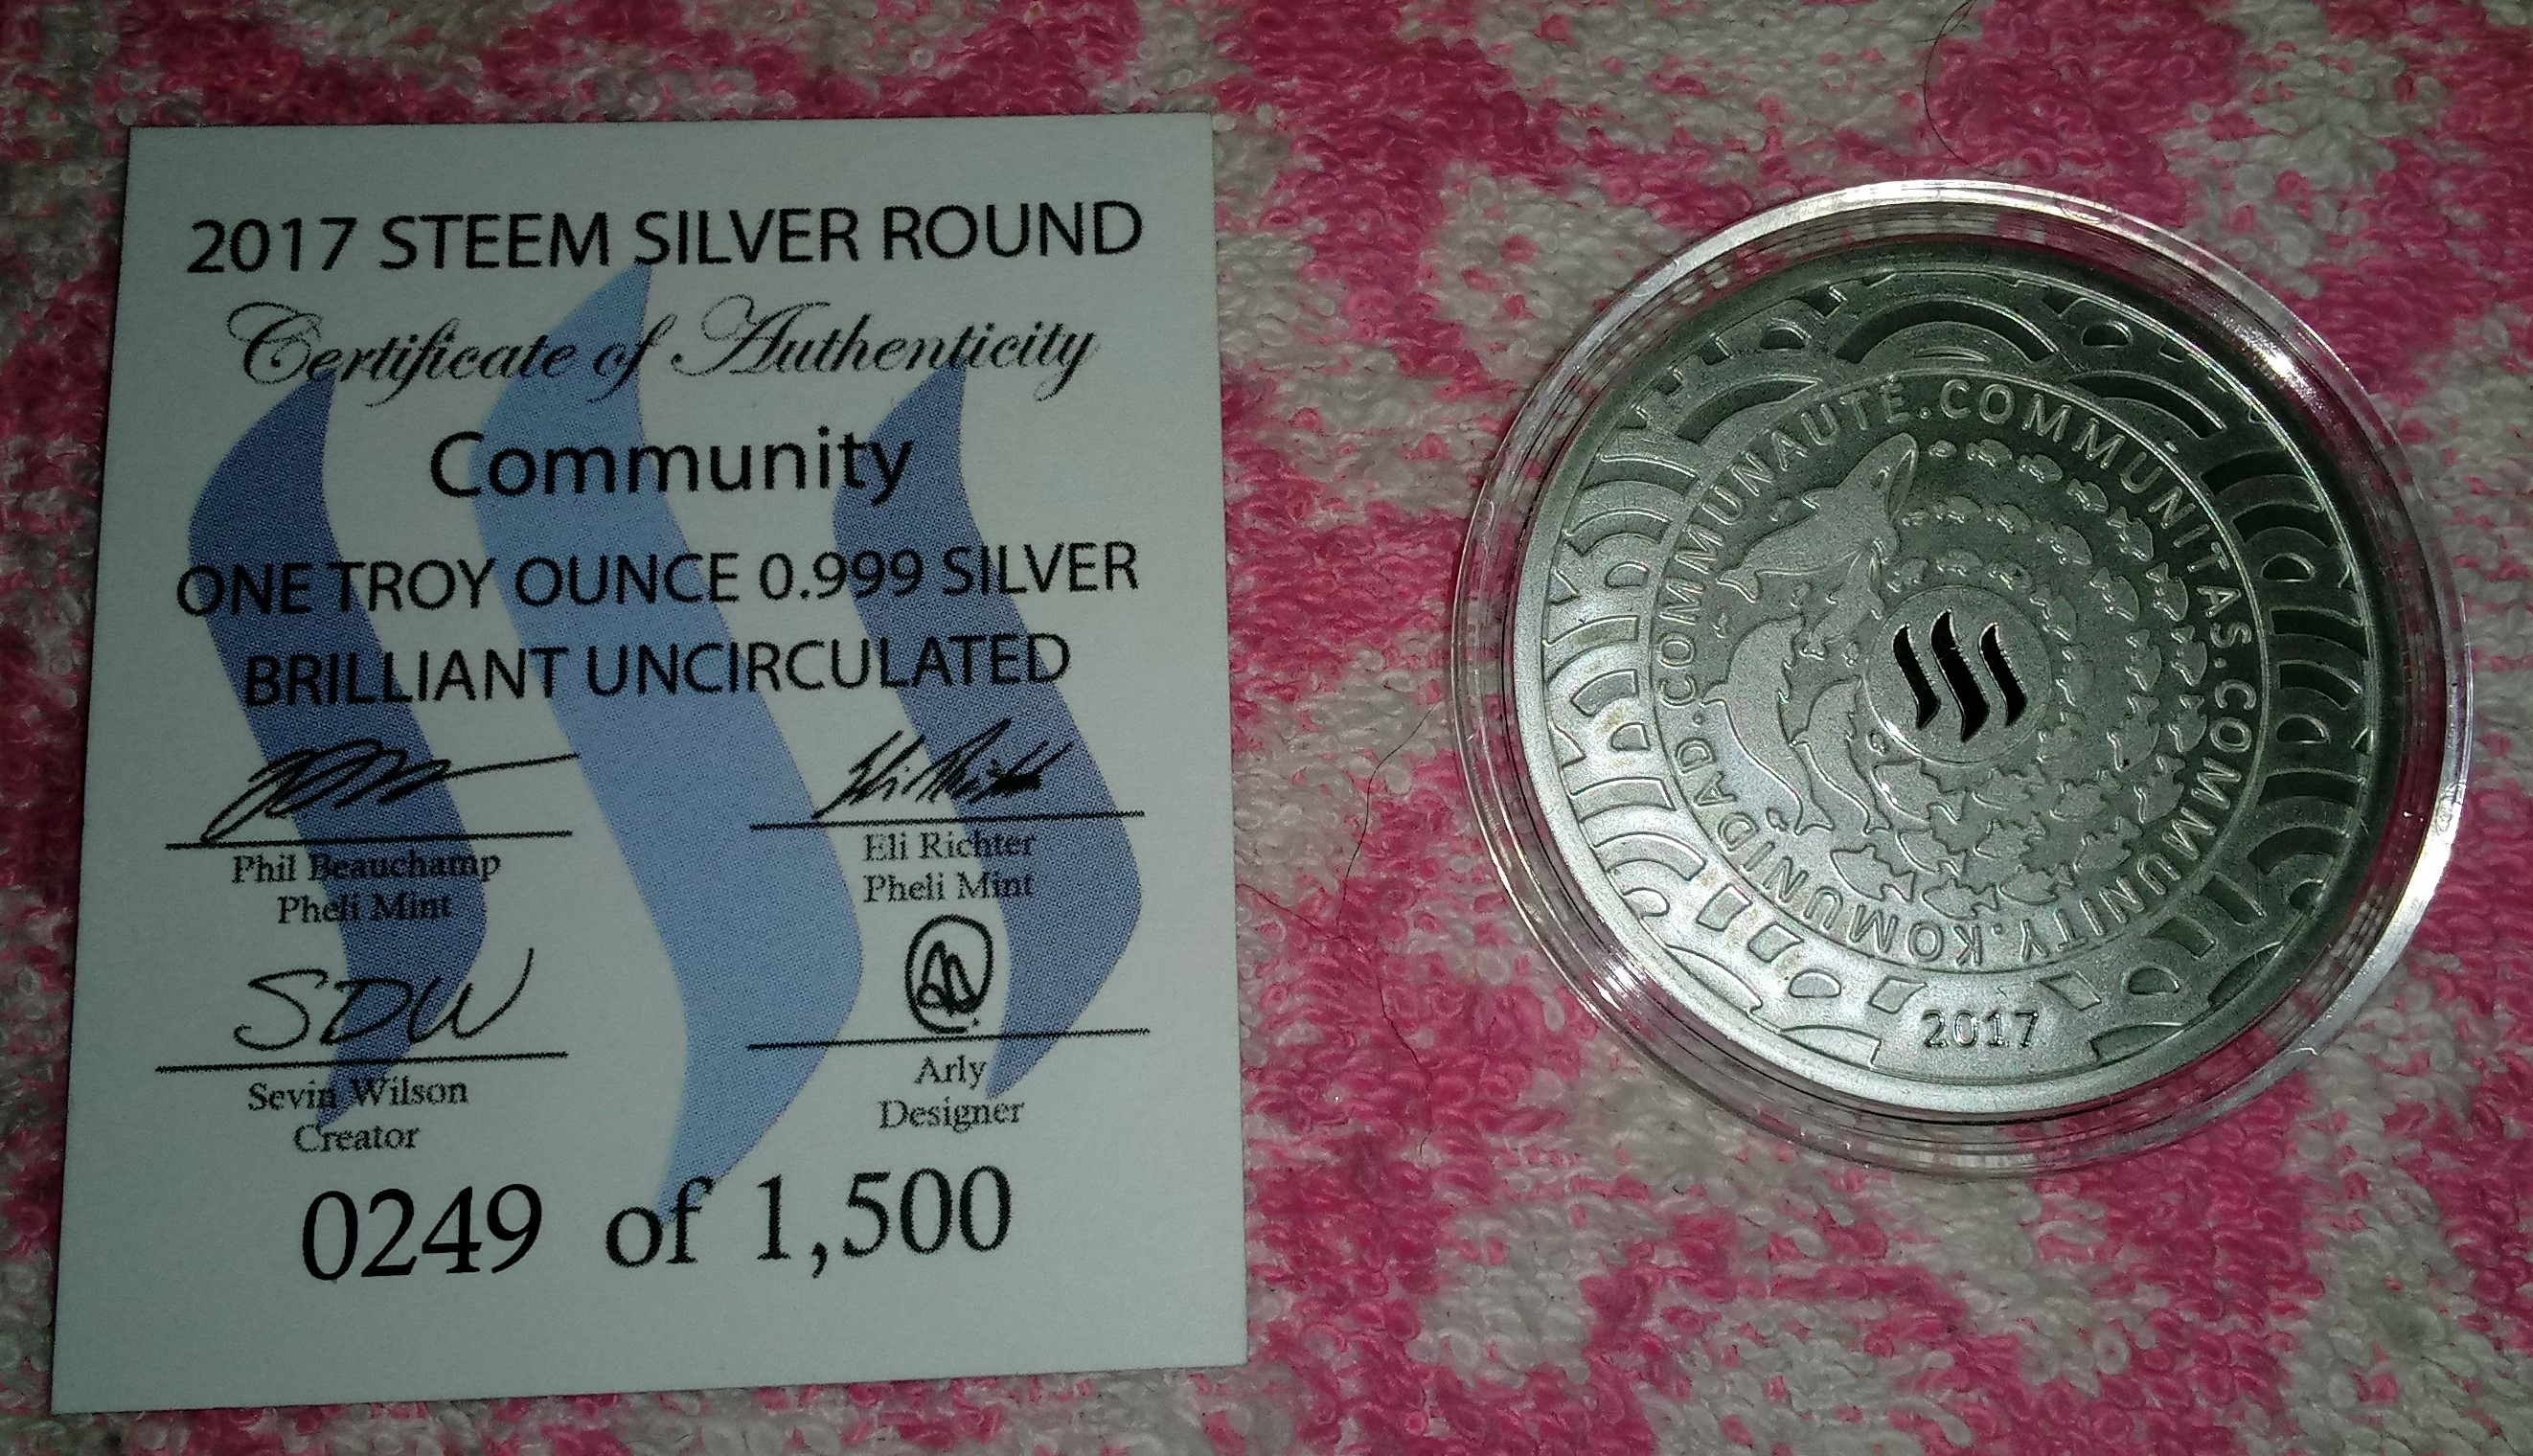 2017 STEEM SILVER ROUND
Certificate of Authenticity
Community
ONE TROY OUNCE 0.999 SILVER
BRILLIANT UNCIRCULATED
Phil Beauchamp
Pheli Mint
Eli Richter
Pheli Mint
SDW
Sevin Wilson
Creator
Arly
Designer
0249 of 1,500
COMMUNAUTÉ.COMMUNITAS.COMMUNITY.KOMUNIDAD.
2017